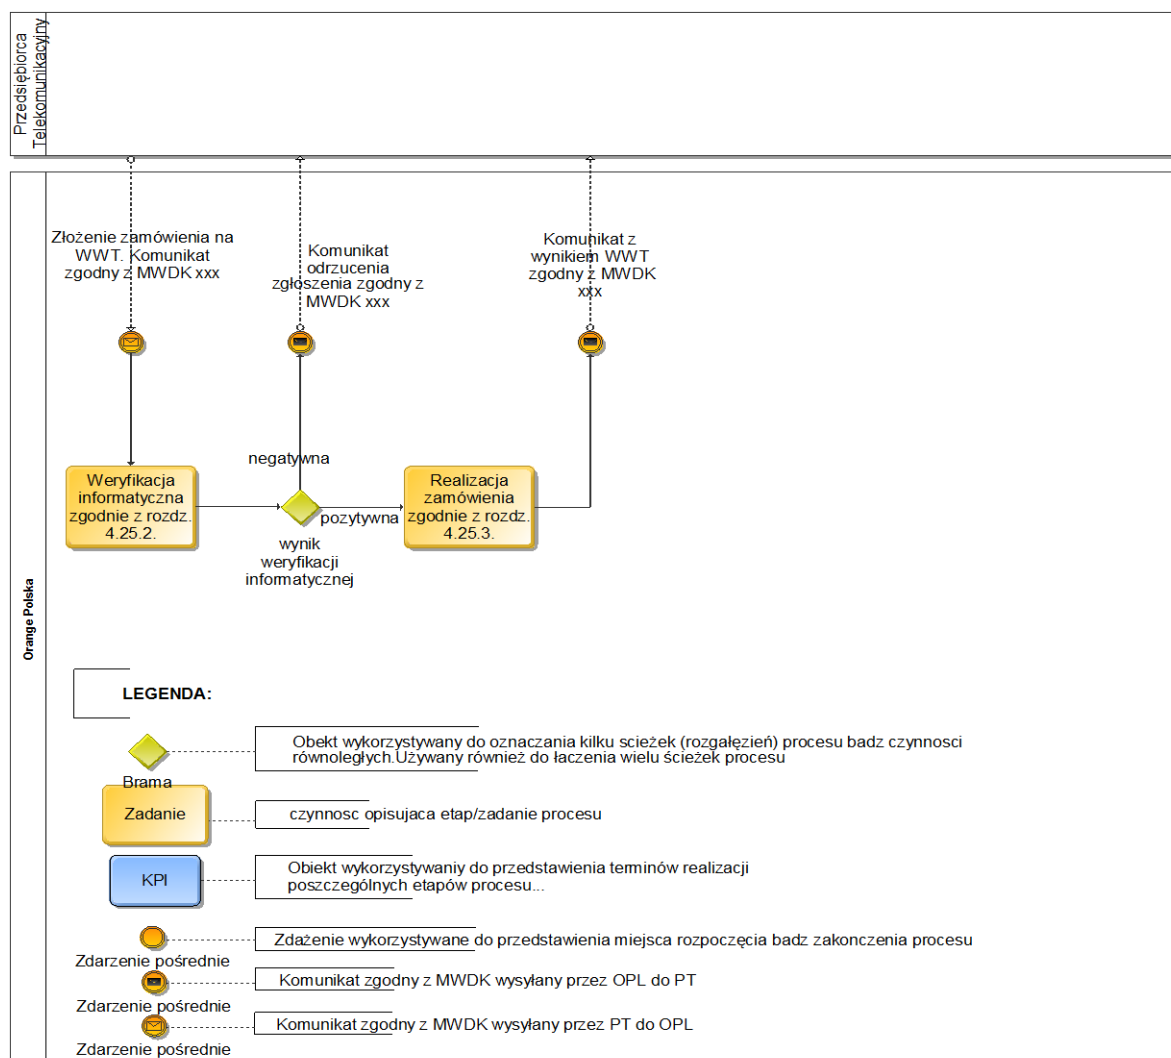 Przedsiębiorca
Telekomunikacyjny
Orange Polska
Złożenie zamówienia na
WWT. Komunikat
zgodny z MWDK xxx
Komunikat
odrzucenia
zgłoszenia zgodny z
MWDK xxx
Komunikat z
wynikiem WWT
zgodny z MWDK
xxx
negatywna
Weryfikacja
informatyczna
zgodnie z rozdz.
4.25.2.
pozytywna
wynik
weryfikacji
informatycznej
Realizacja
zamówienia
zgodnie z rozdz.
4.25.3.
LEGENDA:
Brama
Obekt wykorzystywany do oznaczania kilku scieżek (rozgałęzień) procesu badz czynnosci
równoległych.Używany również do łaczenia wielu ścieżek procesu
Zadanie
czynnosc opisujaca etap/zadanie procesu
KPI
Obiekt wykorzystywaniy do przedstawienia terminów realizacji
poszczególnych etapów procesu...
Zdarzenie pośrednie
Zdażenie wykorzystywane do przedstawienia miejsca rozpoczęcia badz zakonczenia procesu
Zdarzenie pośrednie
Komunikat zgodny z MWDK wysyłany przez OPL do PT
Zdarzenie pośrednie
Komunikat zgodny z MWDK wysyłany przez PT do OPL